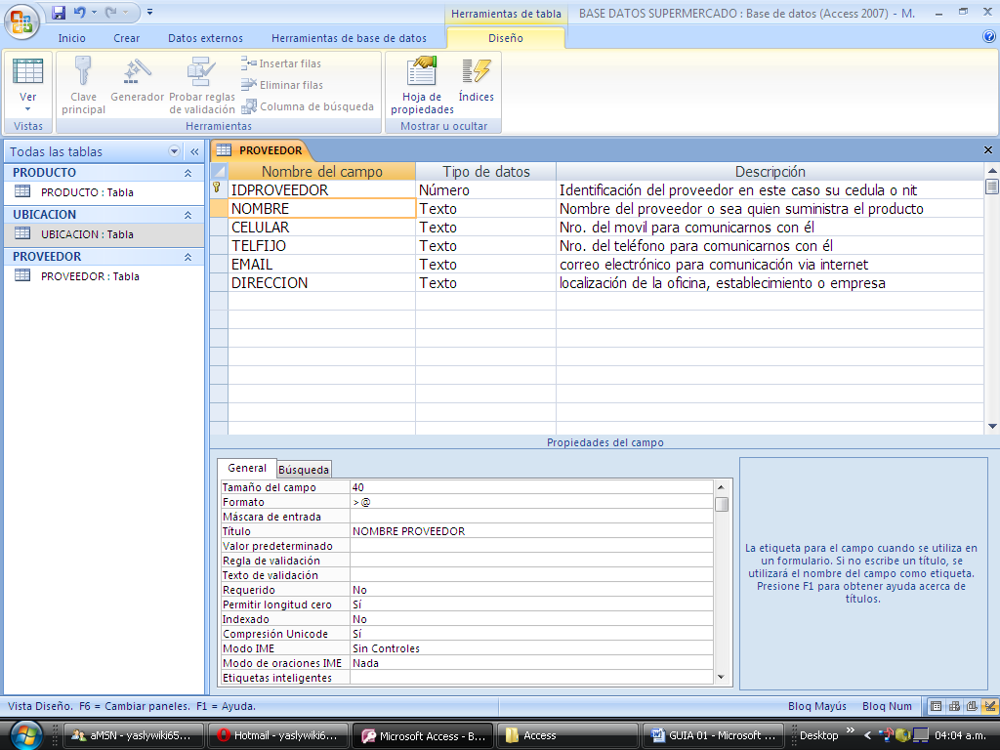 Herramientas de tabla
BASE DATOS SUPERMERCADO : Base de datos (Access 2007) - M.
Inicio Crear Datos externos Herramientas de base de datos Diseño
Ver
Clave principal
Generador
Probar reglas de validación
Insertar filas
Eliminar filas
Columna de búsqueda
Hoja de propiedades
Índices
Vistas Herramientas Mostrar u ocultar
Todas las tablas
PRODUCTO
PRODUCTO : Tabla
UBICACION
UBICACION : Tabla
PROVEEDOR
PROVEEDOR : Tabla
PROVEEDOR
Nombre del campo Tipo de datos Descripción
IDPROVEEDOR Número Identificación del proveedor en este caso su cedula o nit
NOMBRE Texto Nombre del proveedor o sea quien suministra el producto
CELULAR Texto Nro. del movil para comunicarnos con él
TELFIJO Texto Nro. del teléfono para comunicarnos con él
EMAIL Texto correo electrónico para comunicación via internet
DIRECCION Texto localización de la oficina, establecimiento o empresa
Propiedades del campo
General Búsqueda
Tamaño del campo 40
Formato >@
Máscara de entrada
Título NOMBRE PROVEEDOR
Valor predeterminado
Regla de validación
Texto de validación
Requerido No
Permitir longitud cero Sí
Indexado No
Compresión Unicode Sí
Modo IME Sin Controles
Modo de oraciones IME Nada
Etiquetas inteligentes
La etiqueta para el campo cuando se utiliza en
un formulario. Si no escribe un título, se
utilizará el nombre del campo como etiqueta.
Presione F1 para obtener ayuda acerca de
títulos.
Vista Diseño. F6 = Cambiar paneles. F1 = Ayuda.
Bloq Mayús Bloq Num
aMSN - yaslywiki65... Hotmail - yaslywiki6... Microsoft Access - B... Access GUIA 01 - Microsoft ... Desktop » 04:04 a.m.